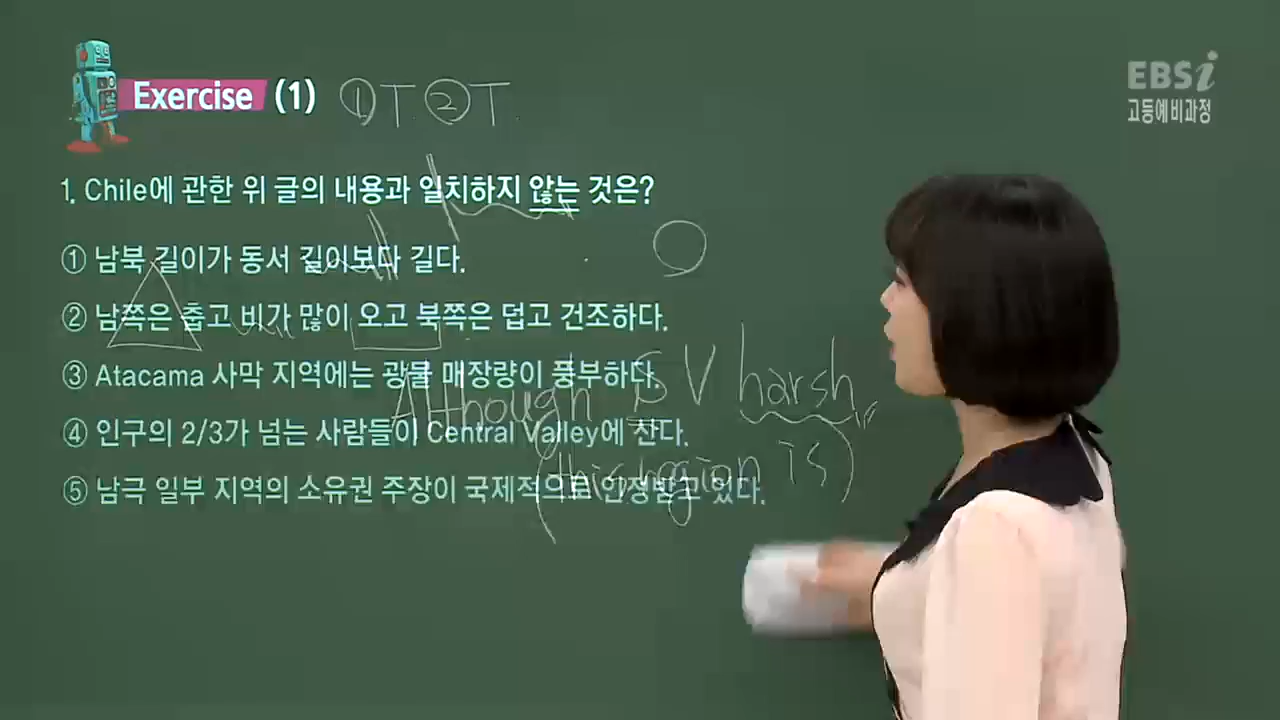 EBSi
고등예비과정
Exercise (1) ①T ②T
1. Chile에 관한 위 글의 내용과 일치하지 않는 것은?
① 남북 길이가 동서 길이보다 길다.
② 남쪽은 춥고 비가 많이 오고 북쪽은 덥고 건조하다.
③ Atacama 사막 지역에는 광물 매장량이 풍부하다.
Although S V harsh
④ 인구의 2/3가 넘는 사람들이 Central Valley에 산다.
(this region is)
⑤ 남극 일부 지역의 소유권 주장이 국제적으로 인정받고 있다.